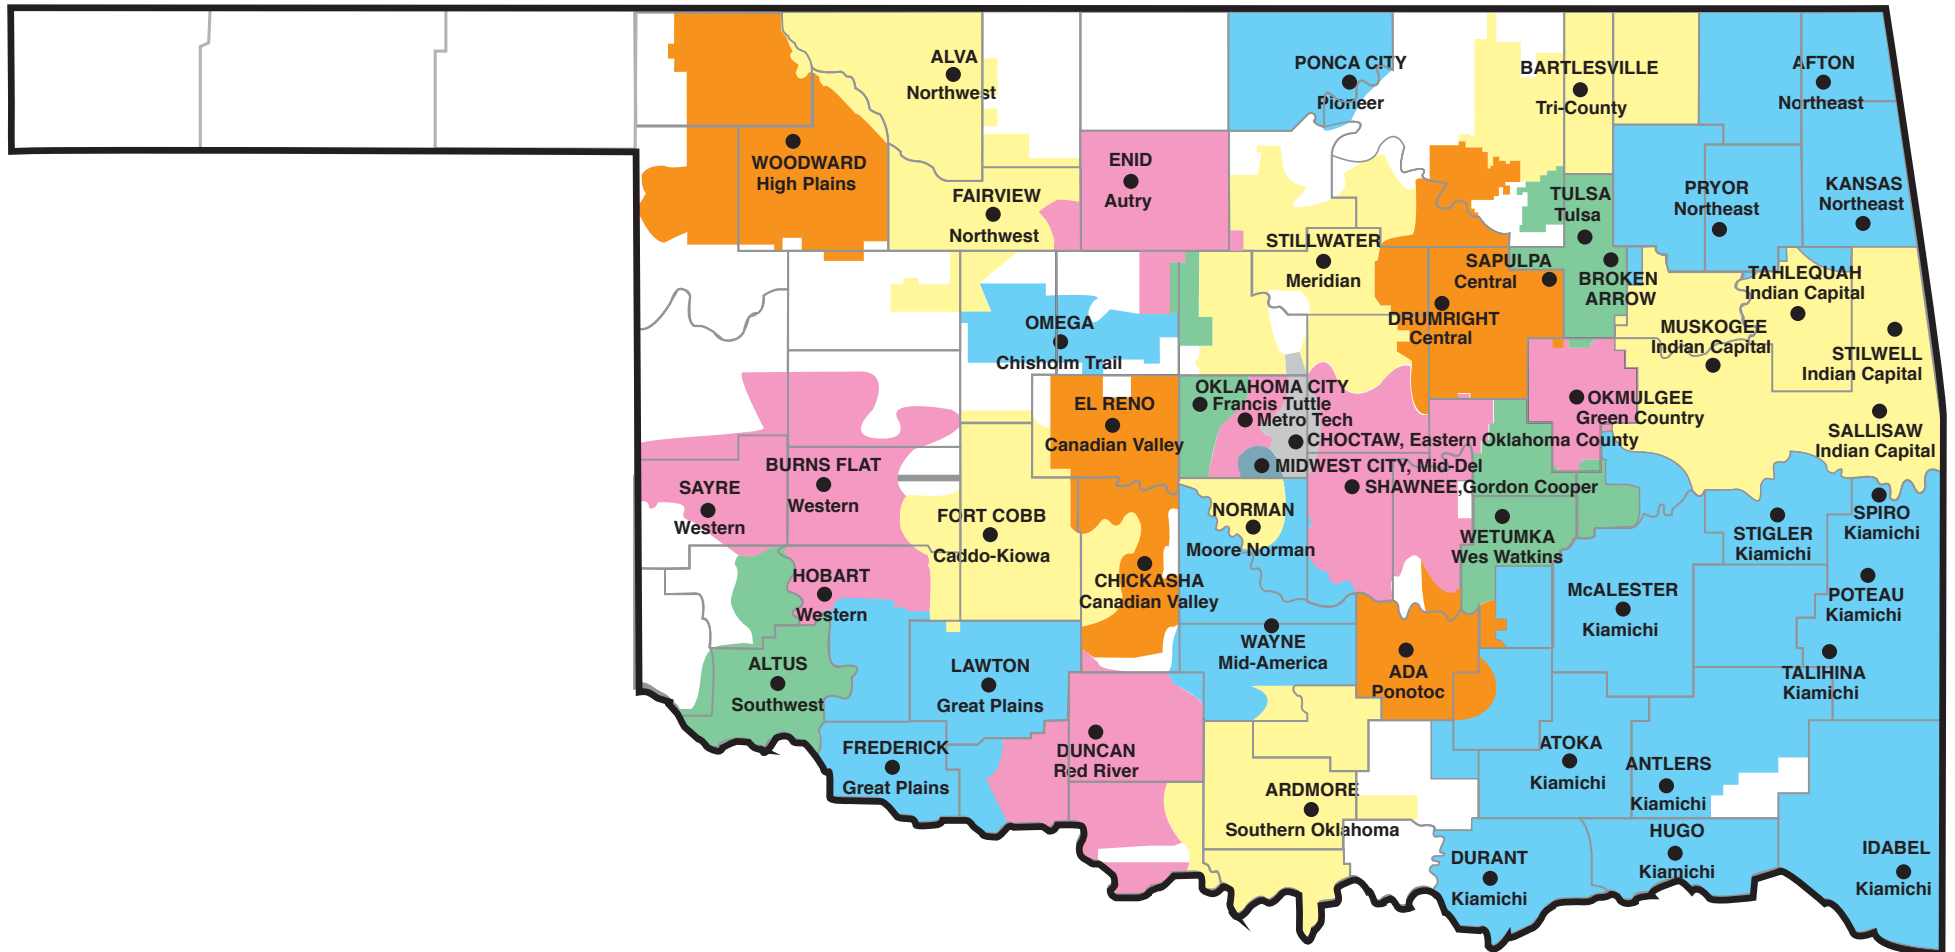 ALVA
Northwest
PONCA CITY
Pioneer
BARTLESVILLE
Tri-County
AFTON
Northeast
WOODWARD
High Plains
ENID
Autry
FAIRVIEW
Northwest
TULSA
Tulsa
PRYOR
Northeast
KANSAS
Northeast
STILLWATER
Meridian
SAPULPA
Central
BROKEN
ARROW
TAHLEQUAH
Indian Capital
OMEGA
Chisholm Trail
DRUMRIGHT
Central
MUSKOGEE
Indian Capital
STILWELL
Indian Capital
EL RENO
Canadian Valley
OKLAHOMA CITY
Francis Tuttle
Metro Tech
CHOCTAW, Eastern Oklahoma County
MIDWEST CITY, Mid-Del
SHAWNEE,Gordon Cooper
OKMULGEE
Green Country
SALLISAW
Indian Capital
BURNS FLAT
Western
SAYRE
Western
FORT COBB
Caddo-Kiowa
NORMAN
Moore Norman
WETUMKA
Wes Watkins
STIGLER
Kiamichi
SPIRO
Kiamichi
HOBART
Western
CHICKASHA
Canadian Valley
McALESTER
Kiamichi
POTEAU
Kiamichi
WAYNE
Mid-America
ALTUS
Southwest
LAWTON
Great Plains
ADA
Ponotoc
TALIHINA
Kiamichi
FREDERICK
Great Plains
DUNCAN
Red River
ATOKA
Kiamichi
ANTLERS
Kiamichi
ARDMORE
Southern Oklahoma
HUGO
Kiamichi
DURANT
Kiamichi
IDABEL
Kiamichi